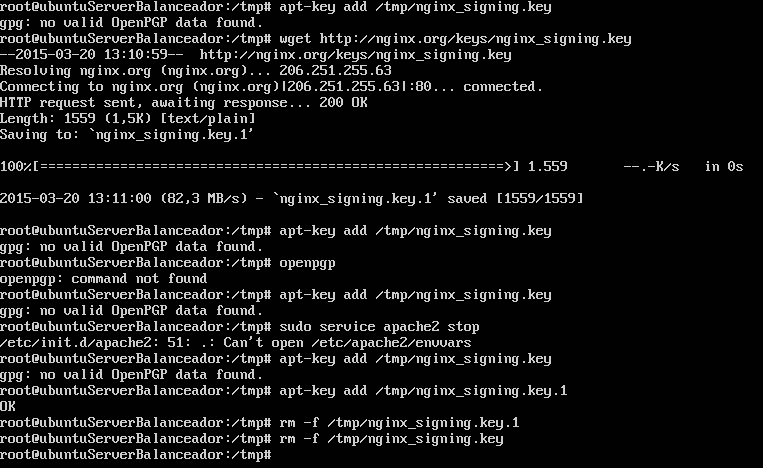 root@ubuntuServerBalanceador:/tmp# apt-key add /tmp/nginx_signing.key
gpg: no valid OpenPGP data found.
root@ubuntuServerBalanceador:/tmp# wget http://nginx.org/keys/nginx_signing.key
--2015-03-20 13:10:59--  http://nginx.org/keys/nginx_signing.key
Resolving nginx.org (nginx.org)... 206.251.255.63
Connecting to nginx.org (nginx.org)|206.251.255.63|:80... connected.
HTTP request sent, awaiting response... 200 OK
Length: 1559 (1,5K) [text/plain]
Saving to: `nginx_signing.key.1'
100%[==========================================================>] 1.559       --.-K/s   in 0s
2015-03-20 13:11:00 (82,3 MB/s) - `nginx_signing.key.1' saved [1559/1559]
root@ubuntuServerBalanceador:/tmp# apt-key add /tmp/nginx_signing.key
gpg: no valid OpenPGP data found.
root@ubuntuServerBalanceador:/tmp# openpgp
openpgp: command not found
root@ubuntuServerBalanceador:/tmp# apt-key add /tmp/nginx_signing.key
gpg: no valid OpenPGP data found.
root@ubuntuServerBalanceador:/tmp# sudo service apache2 stop
/etc/init.d/apache2: 51: .: Can't open /etc/apache2/envvars
root@ubuntuServerBalanceador:/tmp# apt-key add /tmp/nginx_signing.key
gpg: no valid OpenPGP data found.
root@ubuntuServerBalanceador:/tmp# apt-key add /tmp/nginx_signing.key.1
OK
root@ubuntuServerBalanceador:/tmp# rm -f /tmp/nginx_signing.key.1
root@ubuntuServerBalanceador:/tmp# rm -f /tmp/nginx_signing.key
root@ubuntuServerBalanceador:/tmp#